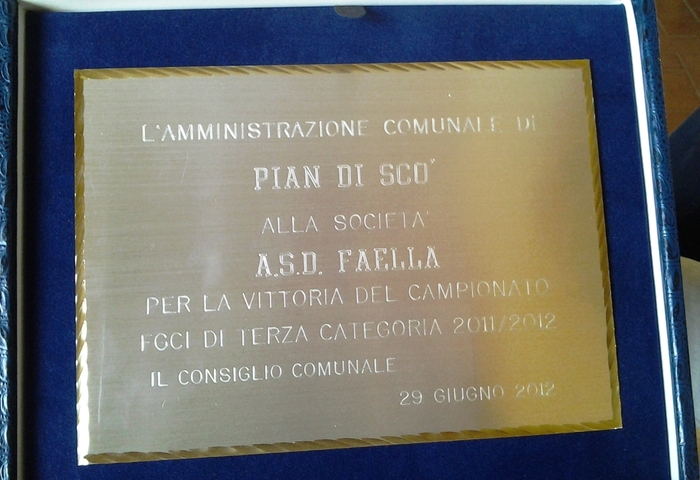 L'AMMINISTRAZIONE COMUNALE DI
PIAN DI SCO'
ALLA SOCIETA'
A.S.D. FAELLA
PER LA VITTORIA DEL CAMPIONATO
FGCI DI TERZA CATEGORIA 2011/2012
IL CONSIGLIO COMUNALE
29 GIUGNO 2012